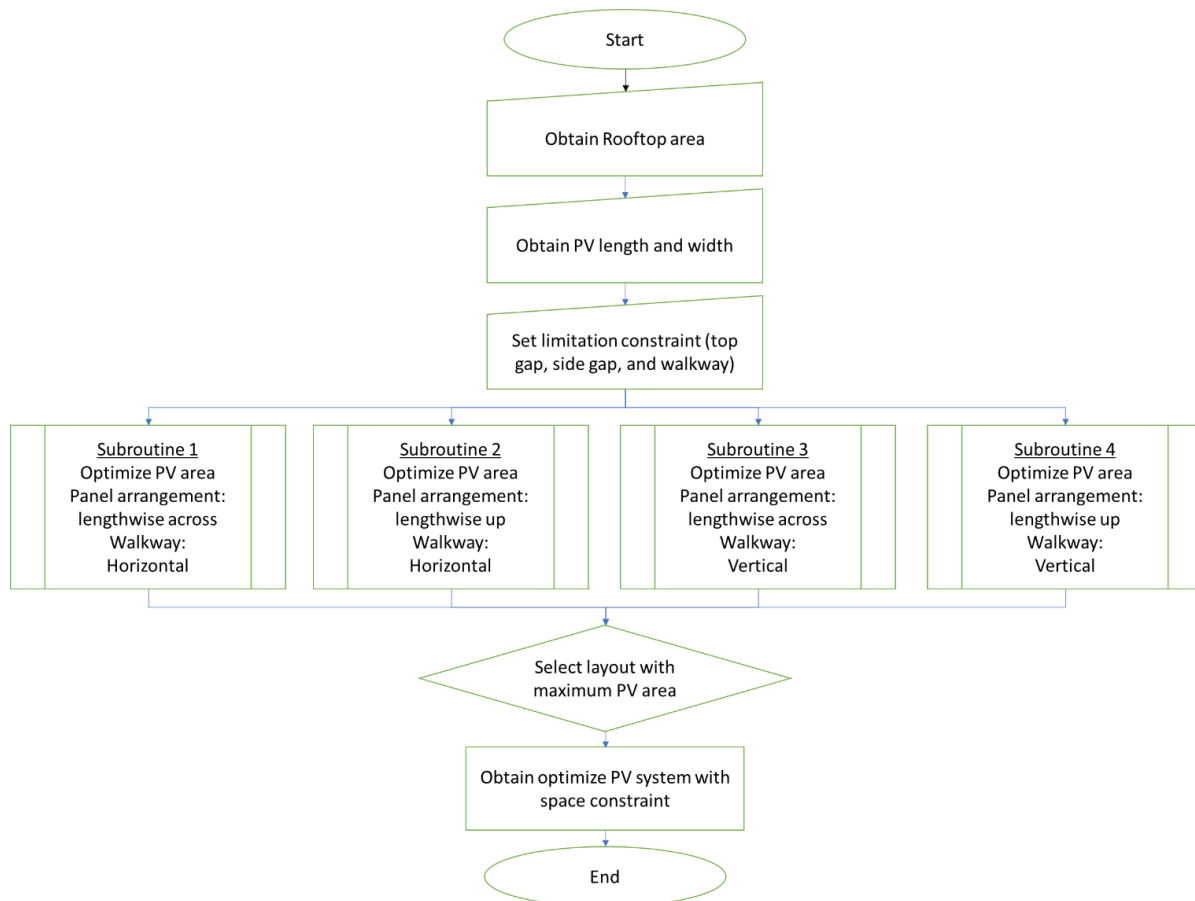 Start
Obtain Rooftop area
Obtain PV length and width
Set limitation constraint (top
gap, side gap, and walkway)
Subroutine 1
Optimize PV area
Panel arrangement:
lengthwise across
Walkway:
Horizontal
Subroutine 2
Optimize PV area
Panel arrangement:
lengthwise up
Walkway:
Horizontal
Subroutine 3
Optimize PV area
Panel arrangement:
lengthwise across
Walkway:
Vertical
Subroutine 4
Optimize PV area
Panel arrangement:
lengthwise up
Walkway:
Vertical
Select layout with
maximum PV area
Obtain optimize PV system with
space constraint
End